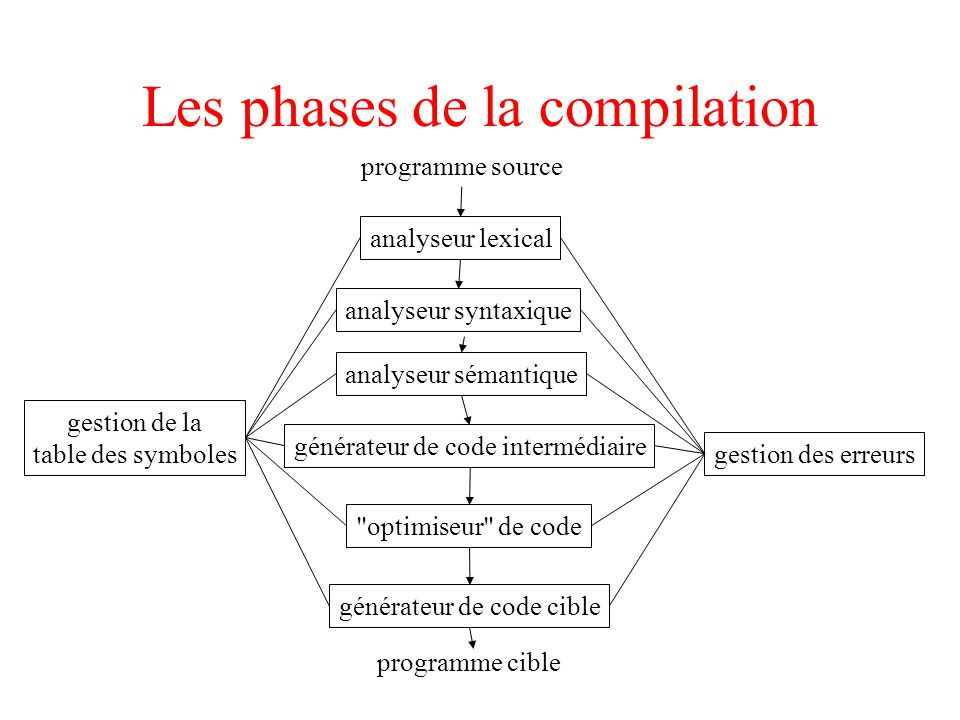 Les phases de la compilation
programme source
analyseur lexical
analyseur syntaxique
analyseur sémantique
gestion de la
table des symboles
générateur de code intermédiaire
gestion des erreurs
"optimiseur" de code
générateur de code cible
programme cible